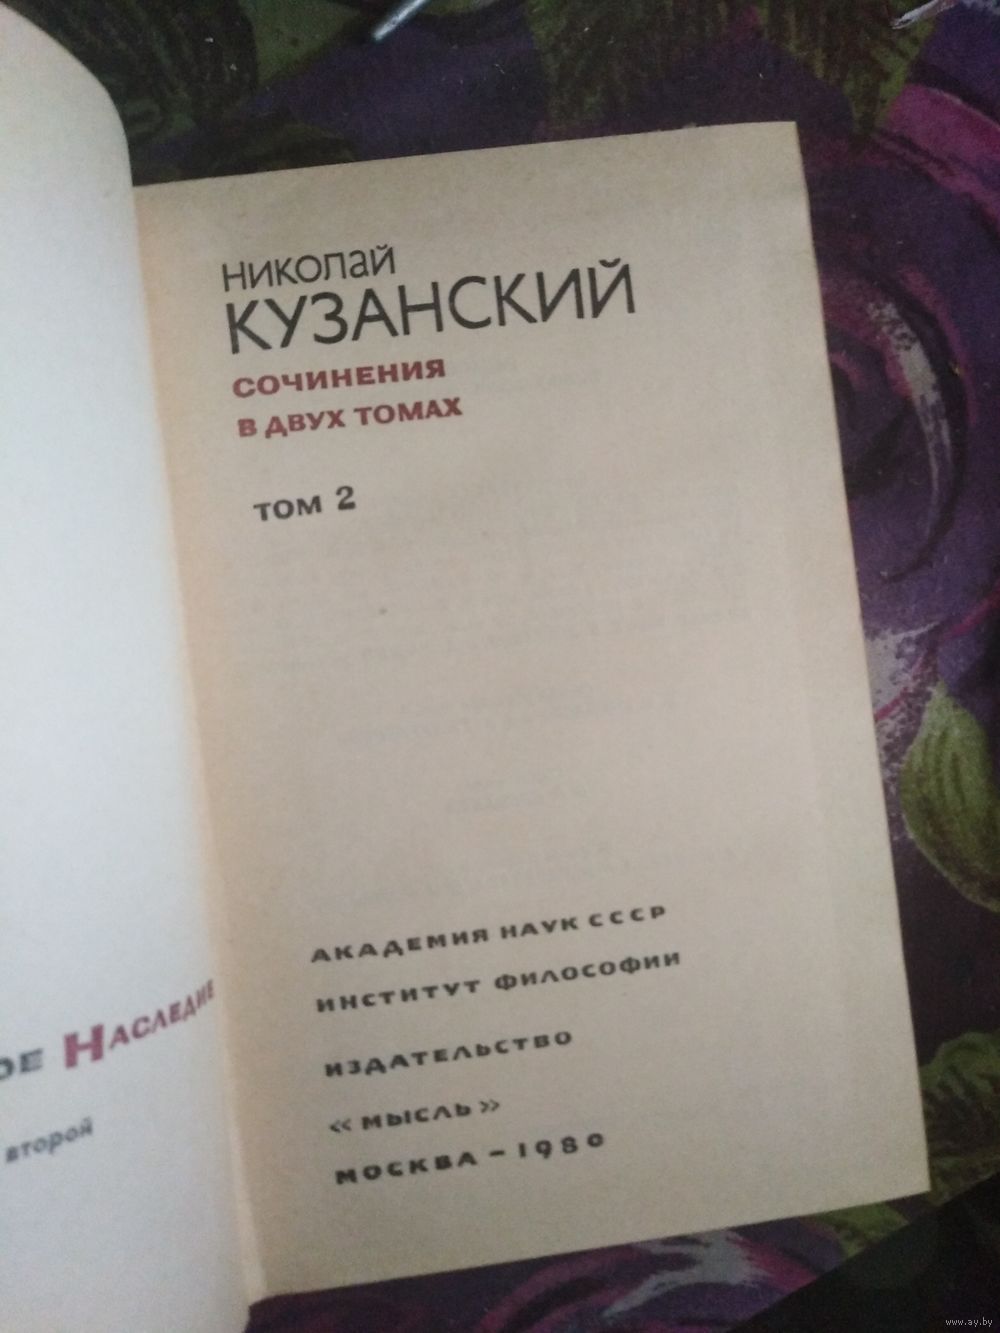 Николай
КУЗАНСКИЙ
СОЧИНЕНИЯ
В ДВУХ ТОМАХ
ТОМ 2
АКАДЕМИЯ НАУК СССР
ИНСТИТУТ ФИЛОСОФИИ
ИЗДАТЕЛЬСТВО
« МЫСЛЬ »
МОСКВА – 1980
ОЕ НАСЛЕДИЕ
второй
www.ay.by